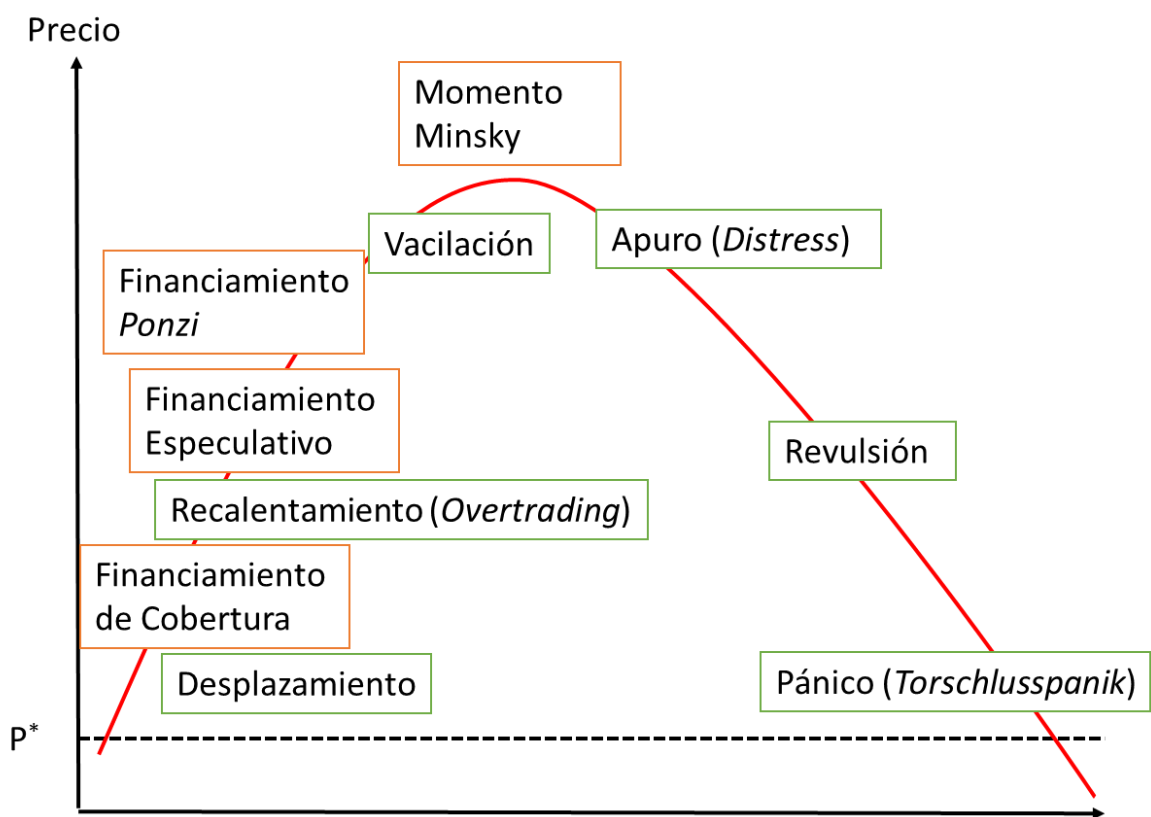 Precio
Momento
Minsky
Vacilación
Apuro (Distress)
Financiamiento
Ponzi
Financiamiento
Especulativo
Revulsión
Recalentamiento (Overtrading)
Financiamiento
de Cobertura
Desplazamiento
Pánico (Torschlusspanik)
P*